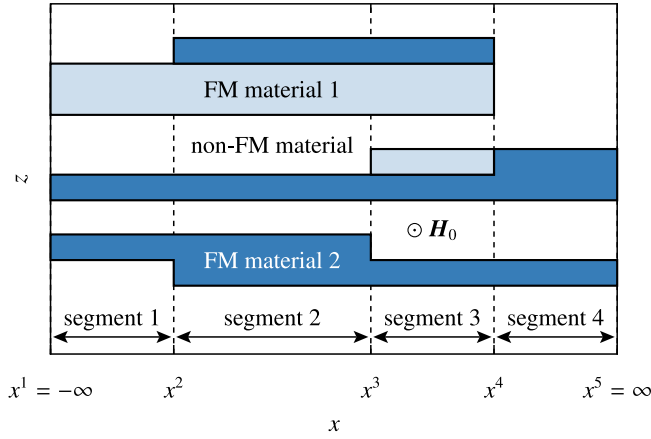 FM material 1
non-FM material
z
⊙ H₀
FM material 2
segment 1 segment 2 segment 3 segment 4
x¹ = −∞ x² x³ x⁴ x⁵ = ∞
x